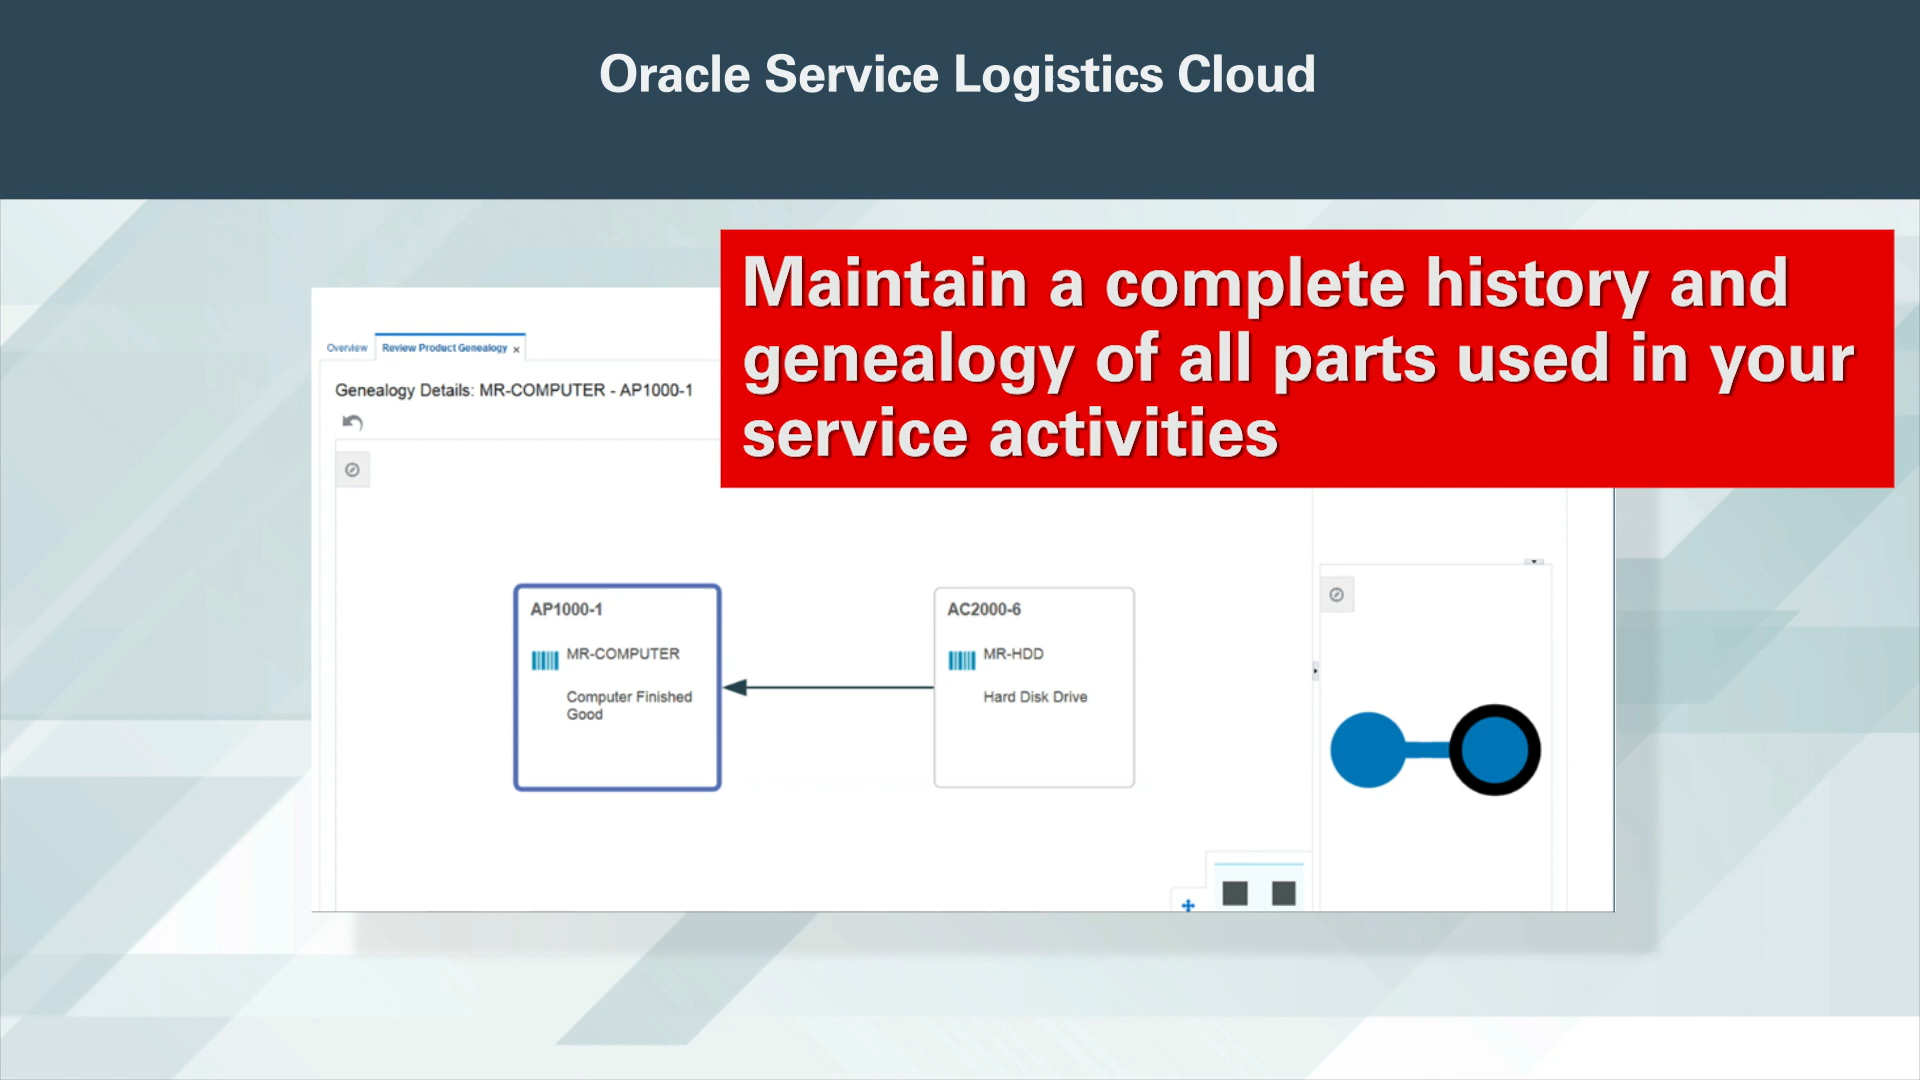 Oracle Service Logistics Cloud
Maintain a complete history and
genealogy of all parts used in your
service activities
Overview
Review Product Genealogy
Genealogy Details: MR-COMPUTER - AP1000-1
AP1000-1
MR-COMPUTER
Computer Finished
Good
AC2000-6
MR-HDD
Hard Disk Drive